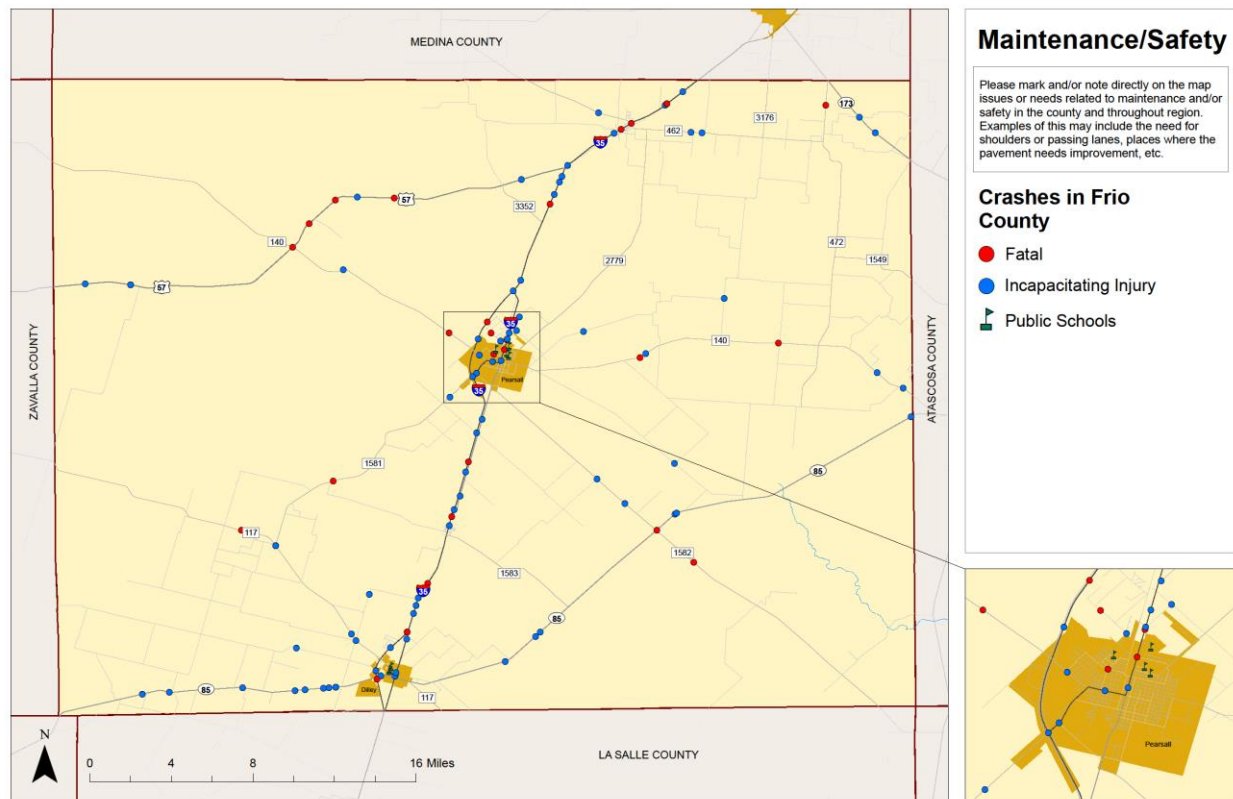 MEDINA COUNTY
173
3176
462
35
57
3352
140
472
2779
1549
57
35
140
Pearsall
35
ZAVALLA COUNTY
ATASCOSA COUNTY
1581
85
117
1582
1583
35
85
85
Dilley
117
N
LA SALLE COUNTY
0 4 8 16 Miles
Maintenance/Safety
Please mark and/or note directly on the map
issues or needs related to maintenance and/or
safety in the county and throughout region.
Examples of this may include the need for
shoulders or passing lanes, places where the
pavement needs improvement, etc.
Crashes in Frio
County
Fatal
Incapacitating Injury
Public Schools
Pearsall